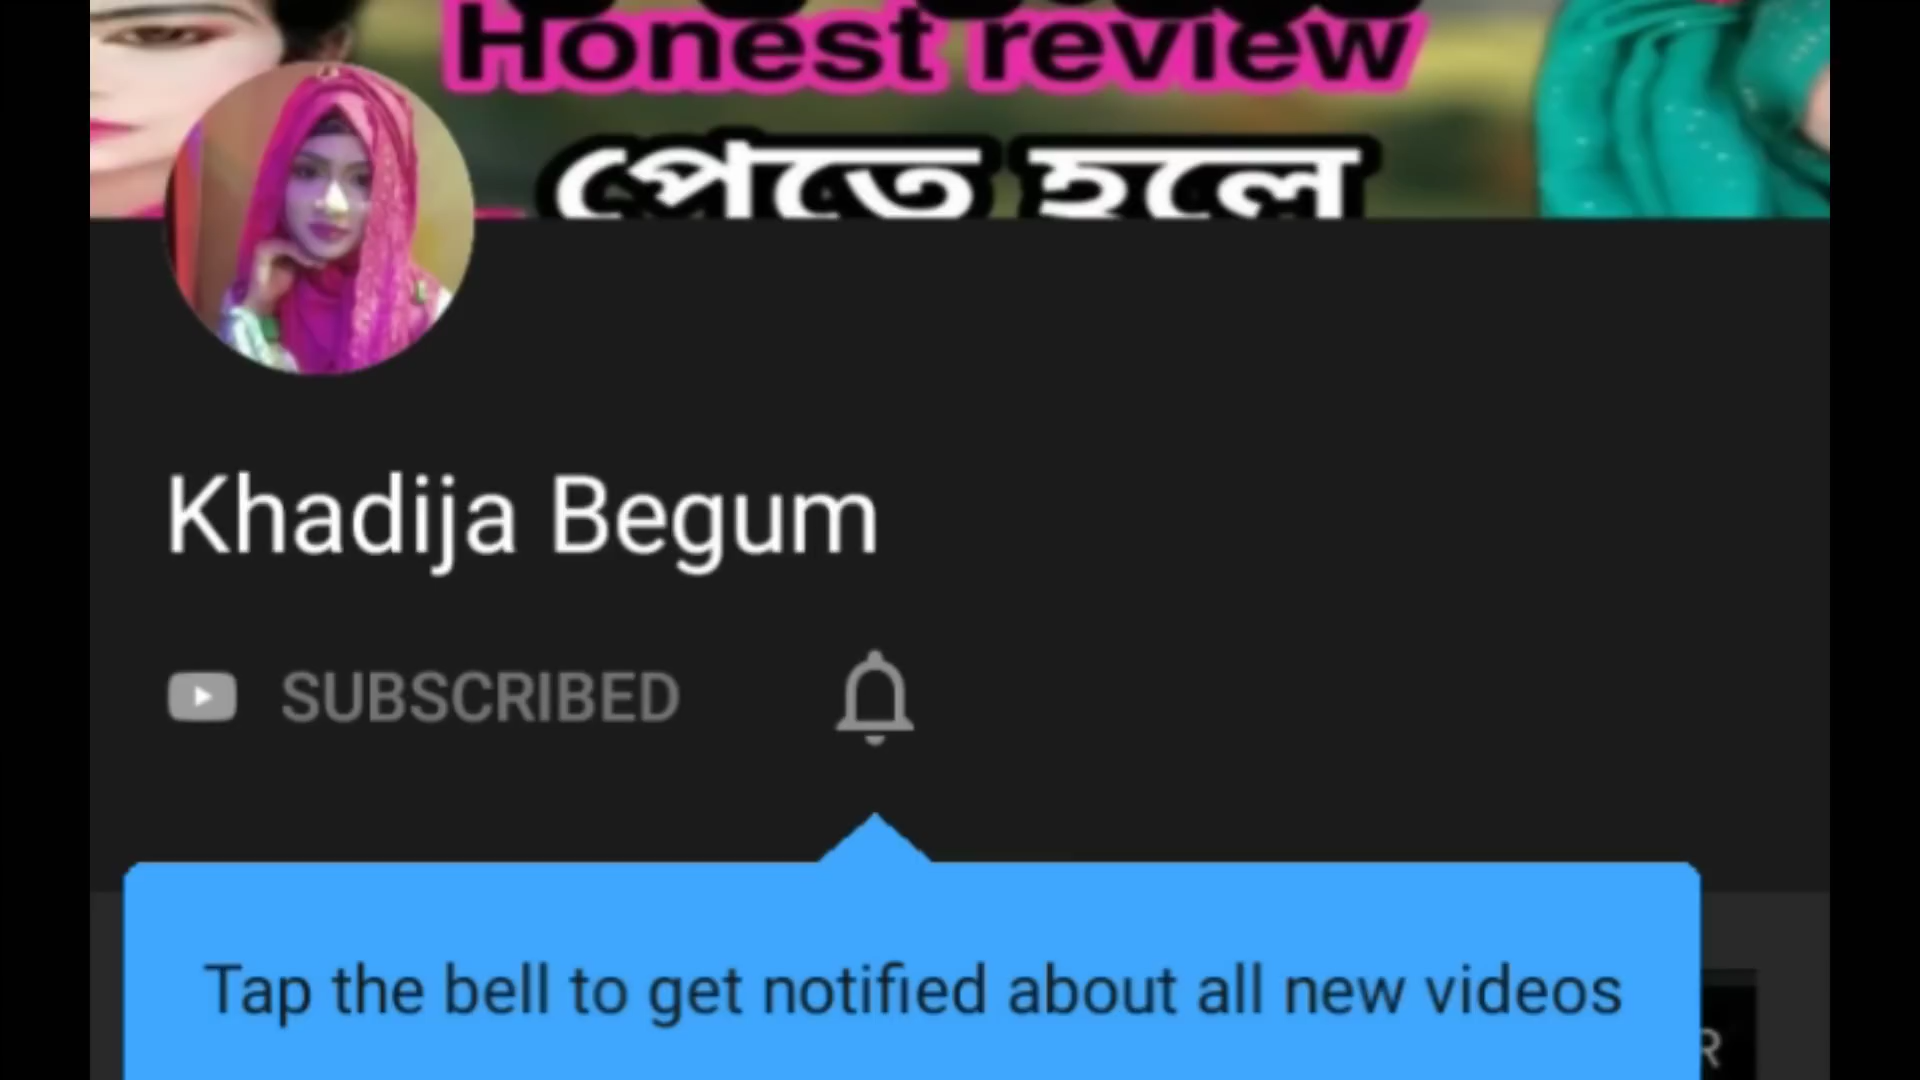 Honest review
পেতে হলে
Khadija Begum
SUBSCRIBED
Tap the bell to get notified about all new videos
R